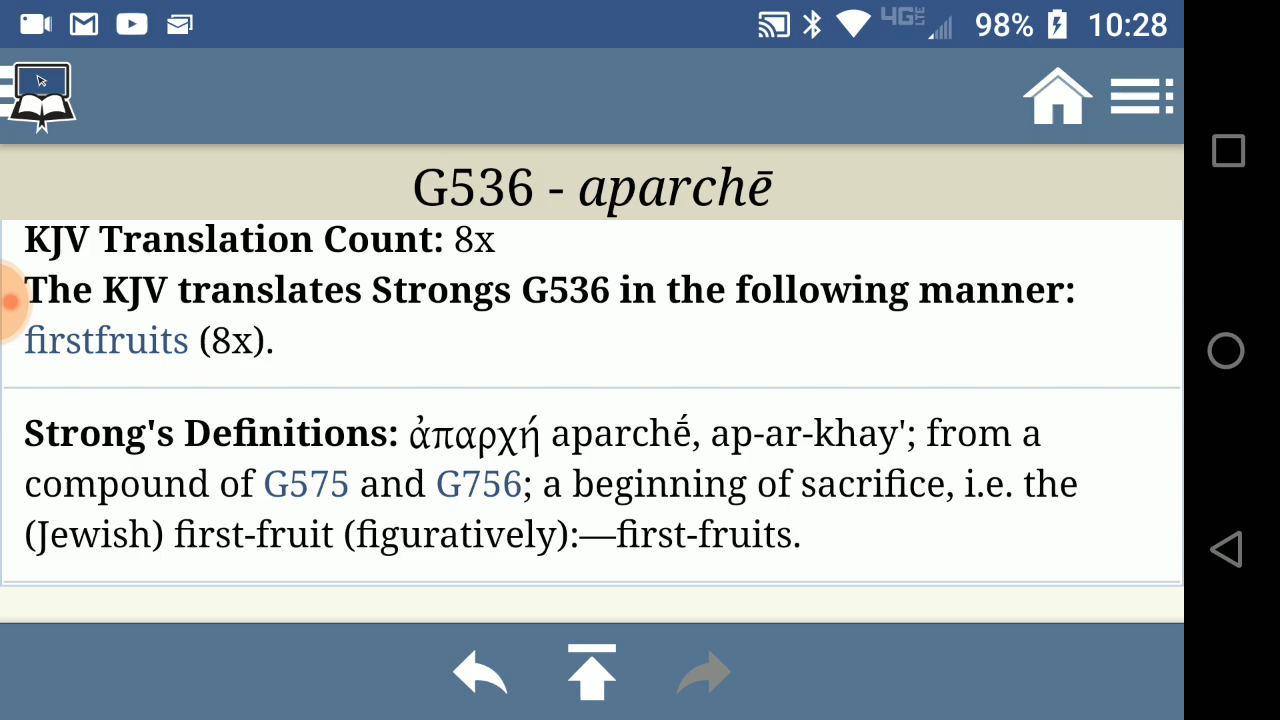 4G LTE 98% 10:28
G536 - aparchē
KJV Translation Count: 8x
The KJV translates Strongs G536 in the following manner:
firstfruits (8x).
Strong's Definitions: ἀπαρχή aparchḗ, ap-ar-khay'; from a
compound of G575 and G756; a beginning of sacrifice, i.e. the
(Jewish) first-fruit (figuratively):—first-fruits.